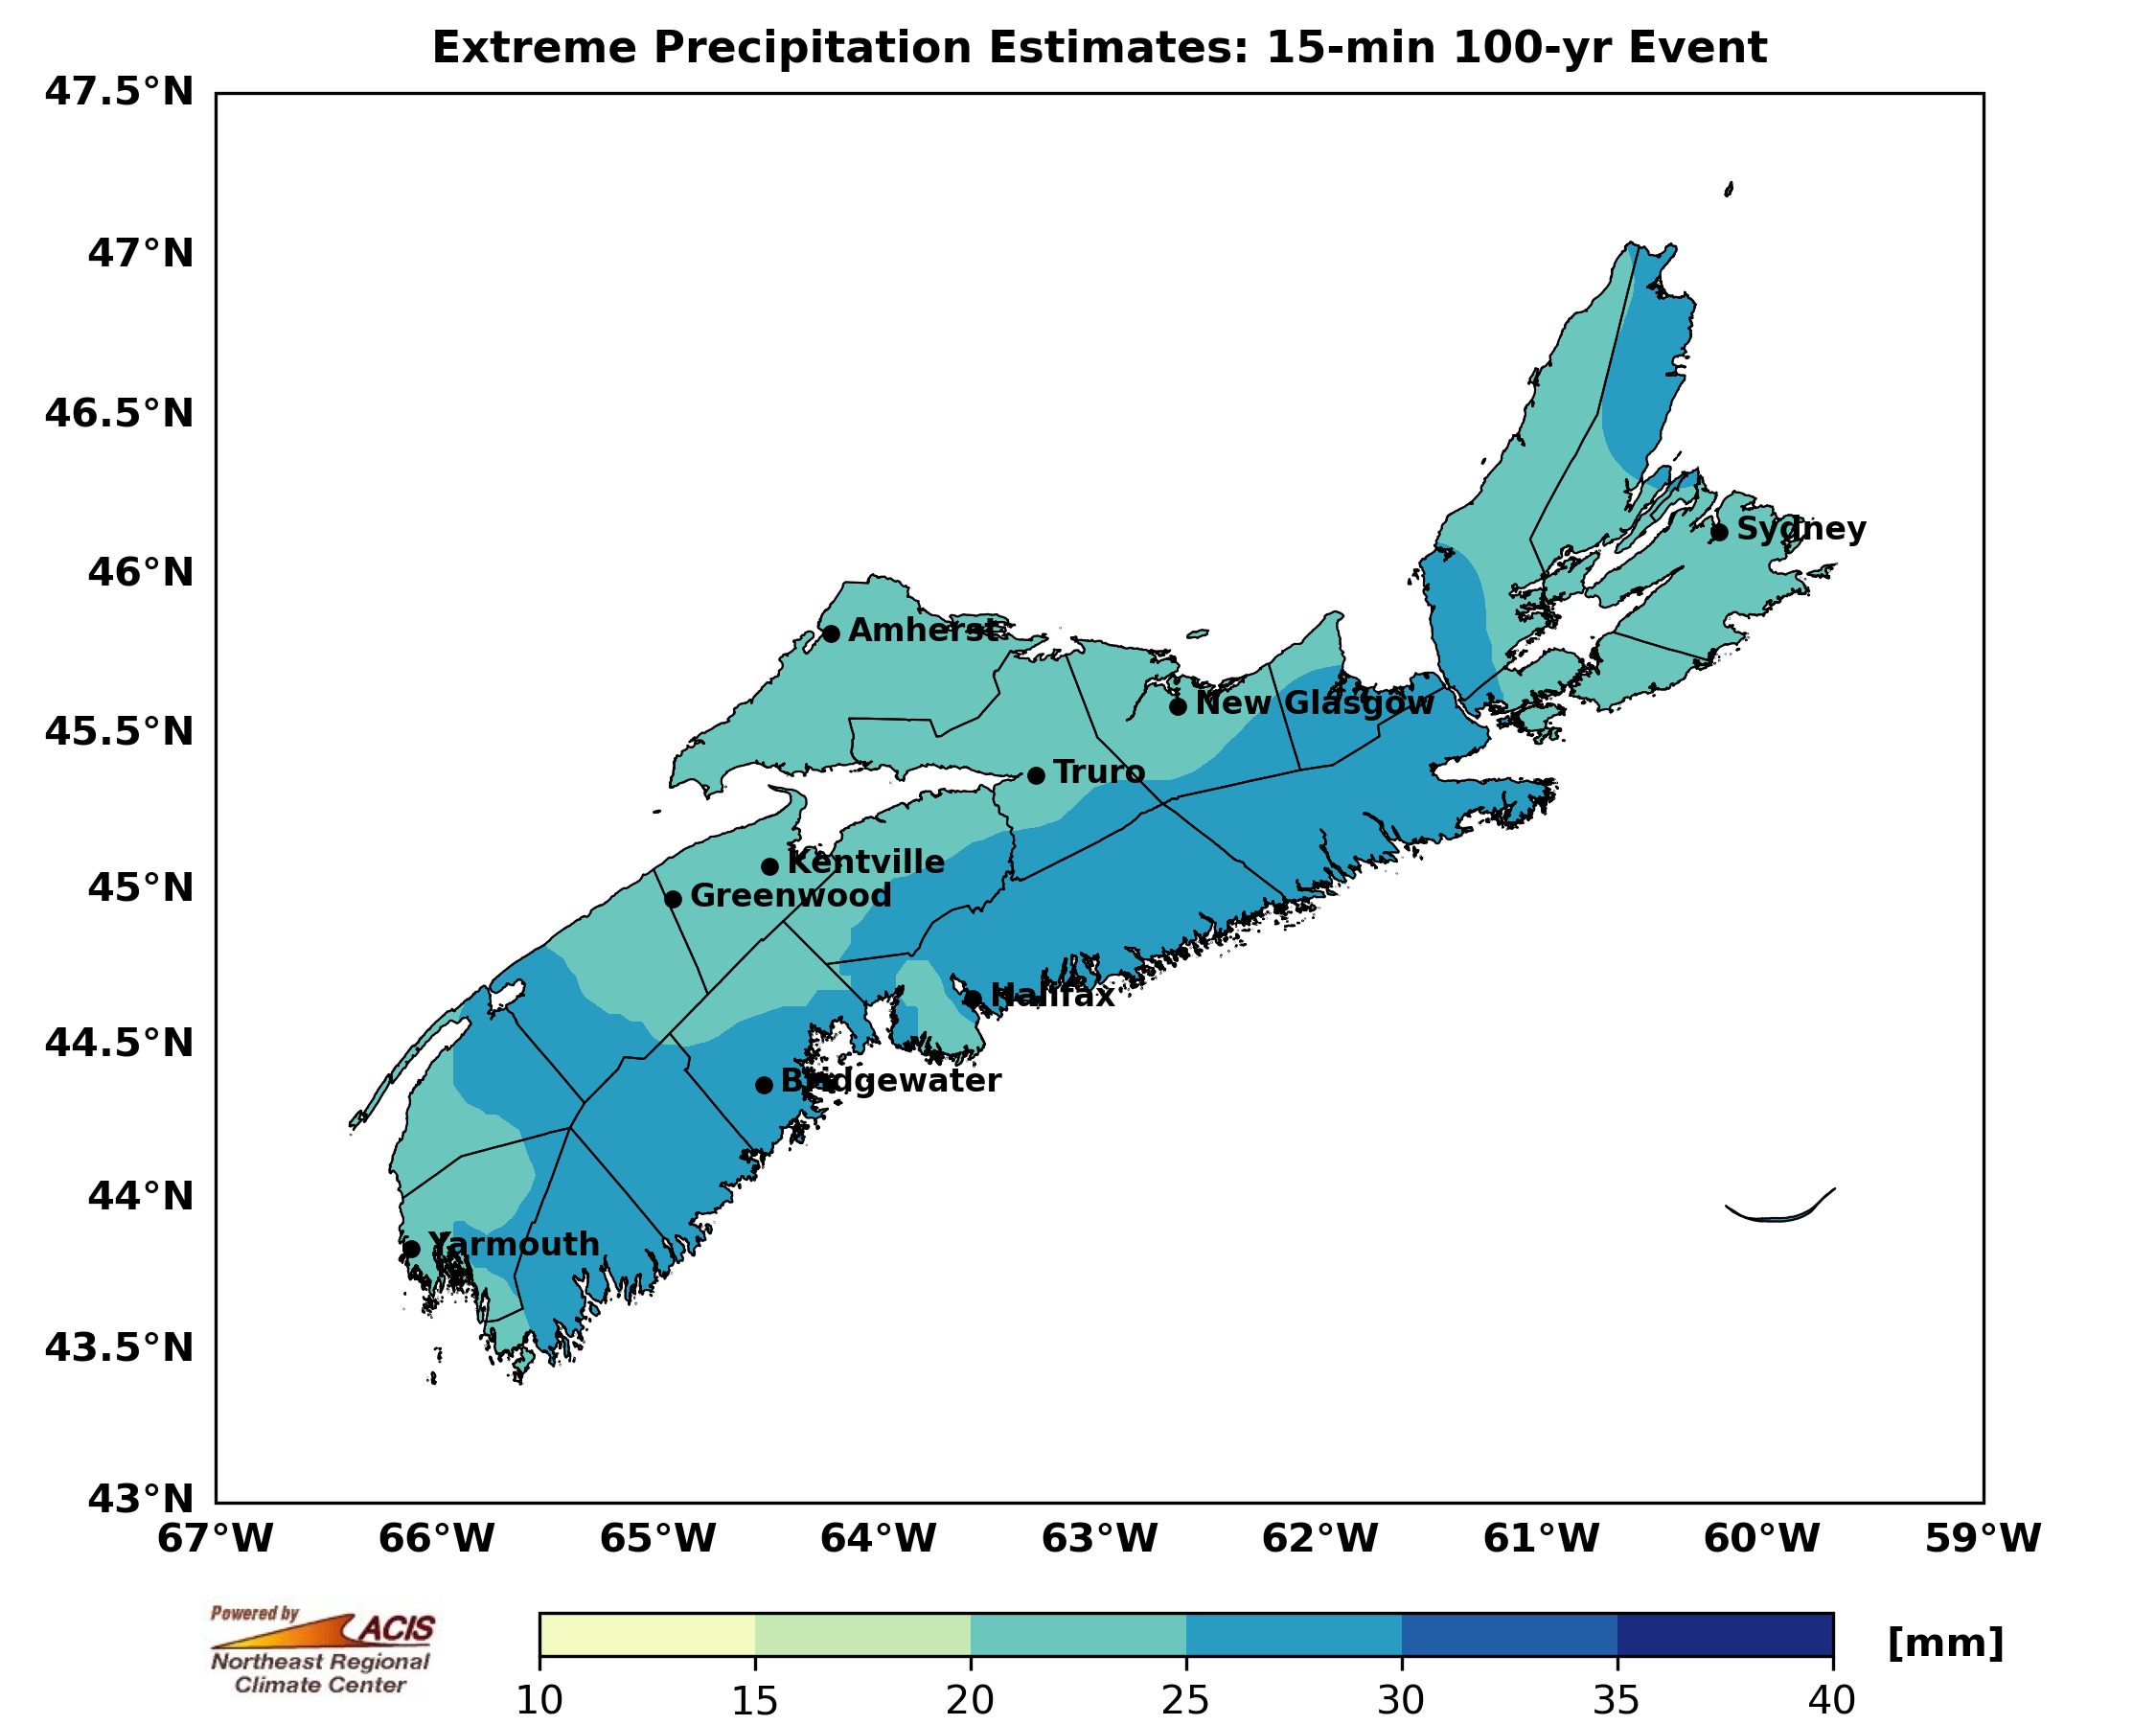 Extreme Precipitation Estimates: 15-min 100-yr Event
47.5°N
47°N
46.5°N
46°N
45.5°N
45°N
44.5°N
44°N
43.5°N
43°N
Sydney
Amherst
New Glasgow
Truro
Kentville
Greenwood
Halifax
Bridgewater
Yarmouth
67°W 66°W 65°W 64°W 63°W 62°W 61°W 60°W 59°W
Powered by
ACIS
Northeast Regional
Climate Center
[mm]
10 15 20 25 30 35 40